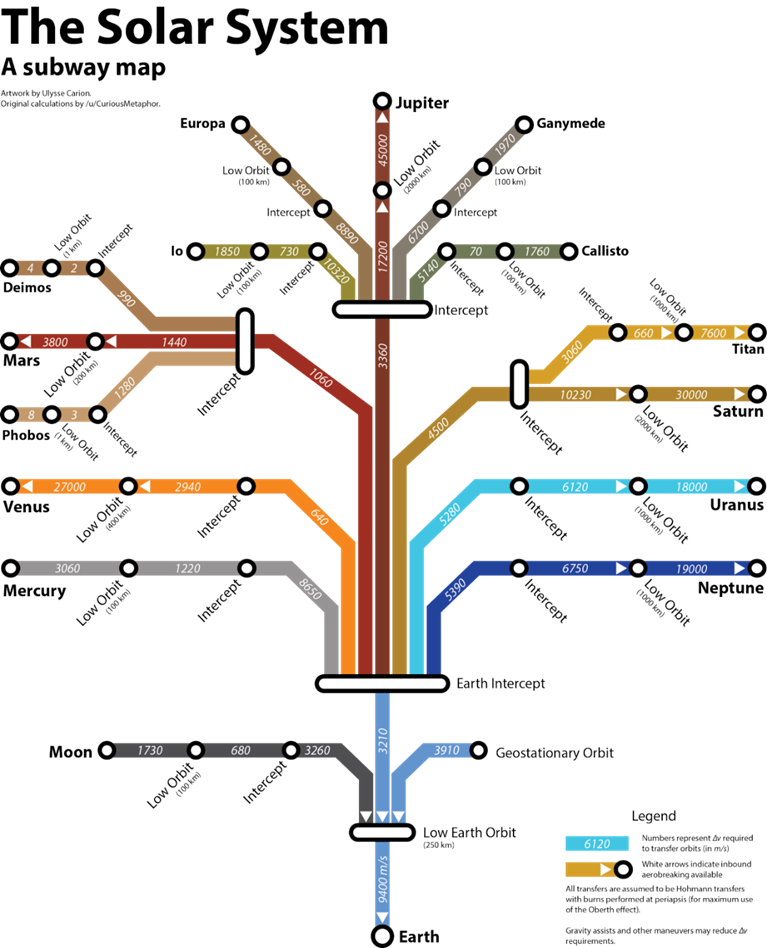 The Solar System
A subway map
Artwork by Ulysse Carion.
Original calculations by /u/CuriousMetaphor.
Jupiter
45000
Low Orbit
(2000 km)
17200
Europa
1480
Low Orbit
(100 km)
580
Intercept
8890
Ganymede
1970
Low Orbit
(100 km)
790
Intercept
6700
Io
1850
Low Orbit
(100 km)
730
Intercept
10320
Callisto
1760
Low Orbit
(100 km)
70
Intercept
5140
Intercept
3360
Deimos
4
Low Orbit
(1 km)
2
Intercept
990
Mars
3800
Low Orbit
(200 km)
1440
Intercept
1060
Phobos
8
Low Orbit
(1 km)
3
Intercept
1280
Titan
7600
Low Orbit
(1000 km)
660
Intercept
3060
Saturn
30000
Low Orbit
(2000 km)
10230
Intercept
4500
Venus
27000
Low Orbit
(400 km)
2940
Intercept
640
Uranus
18000
Low Orbit
(1000 km)
6120
Intercept
5280
Mercury
3060
Low Orbit
(100 km)
1220
Intercept
8650
Neptune
19000
Low Orbit
(1000 km)
6750
Intercept
5390
Earth Intercept
3210
Moon
1730
Low Orbit
(100 km)
680
Intercept
3260
3910
Geostationary Orbit
Low Earth Orbit
(250 km)
9400 m/s
Earth
Legend
6120
Numbers represent Δv required
to transfer orbits (in m/s)
White arrows indicate inbound
aerobreaking available
All transfers are assumed to be Hohmann transfers
with burns performed at periapsis (for maximum use
of the Oberth effect).
Gravity assists and other maneuvers may reduce Δv
requirements.